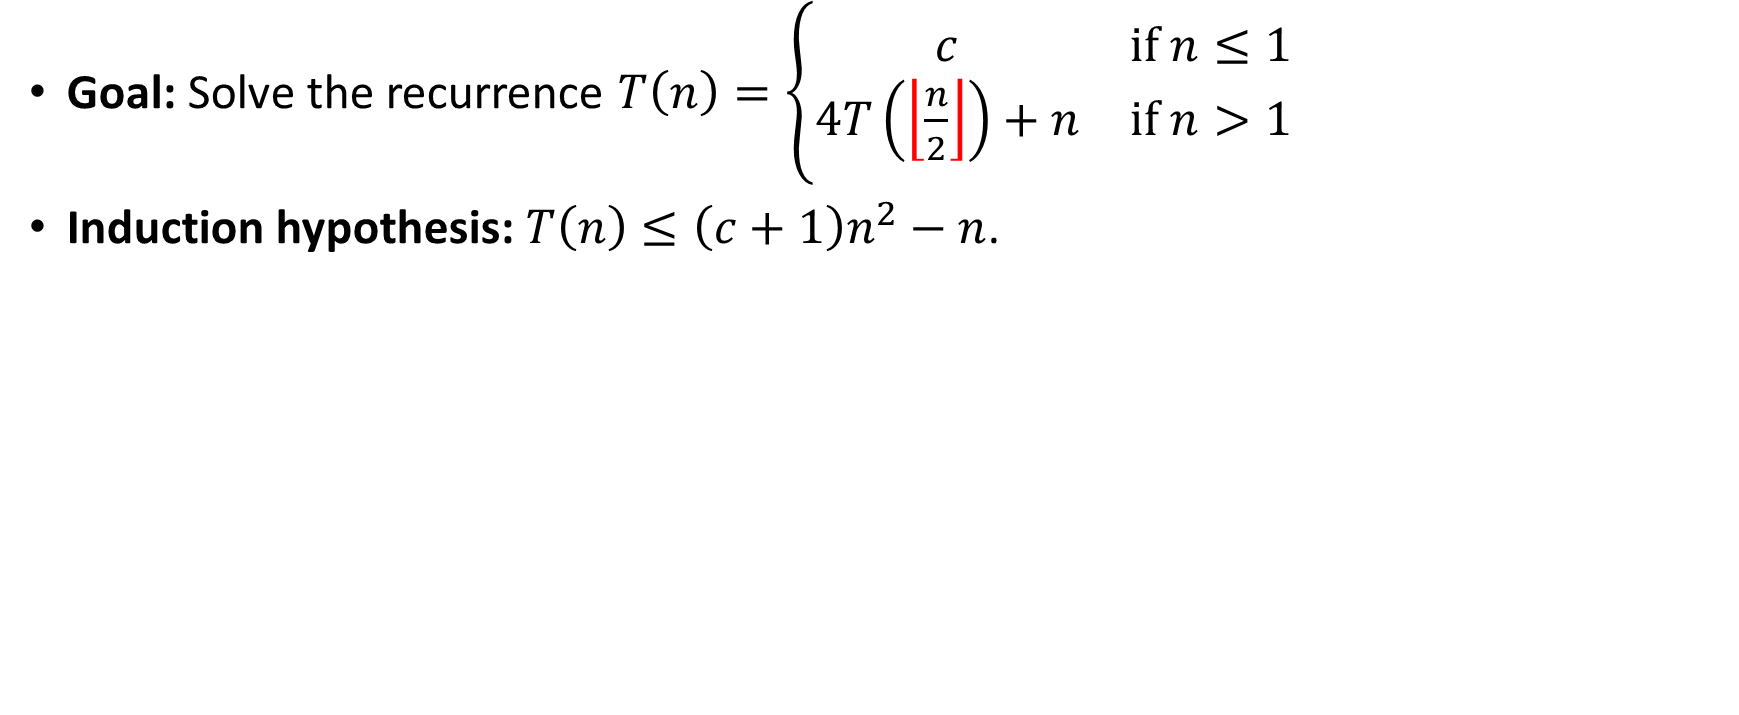 • Goal: Solve the recurrence T(n) = { c if n ≤ 1
4T(⌊n/2⌋) + n if n > 1
• Induction hypothesis: T(n) ≤ (c + 1)n² − n.